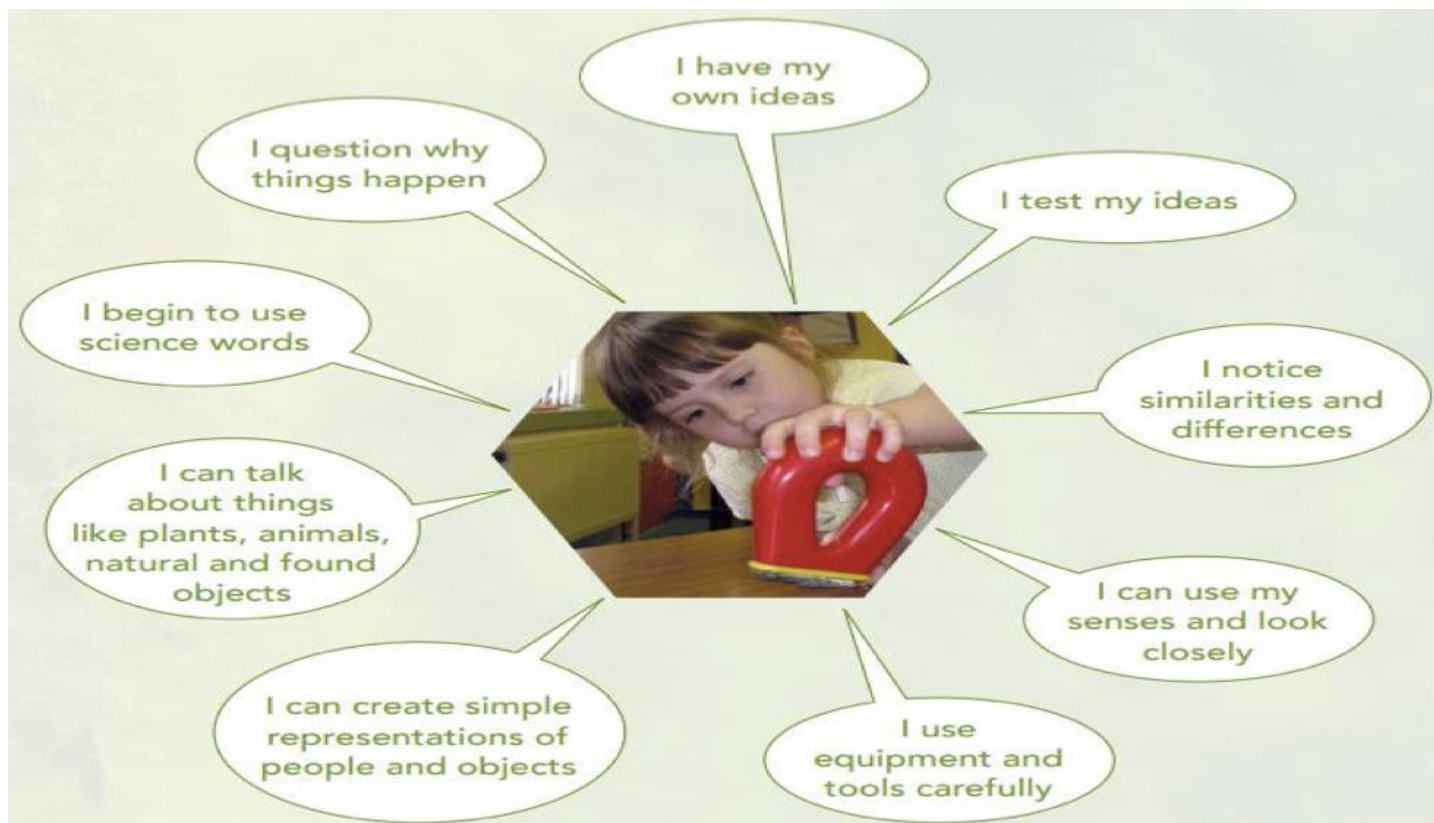 I have my
own ideas
I question why
things happen
I test my ideas
I begin to use
science words
I notice
similarities and
differences
I can talk
about things
like plants, animals,
natural and found
objects
I can use my
senses and look
closely
I can create simple
representations of
people and objects
I use
equipment and
tools carefully